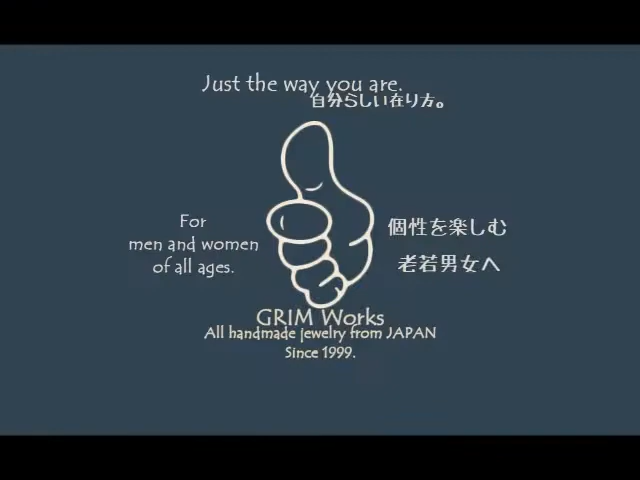 Just the way you are.
自分らしい在り方。
For
men and women
of all ages.
個性を楽しむ
老若男女へ
GRIM Works
All handmade jewelry from JAPAN
Since 1999.